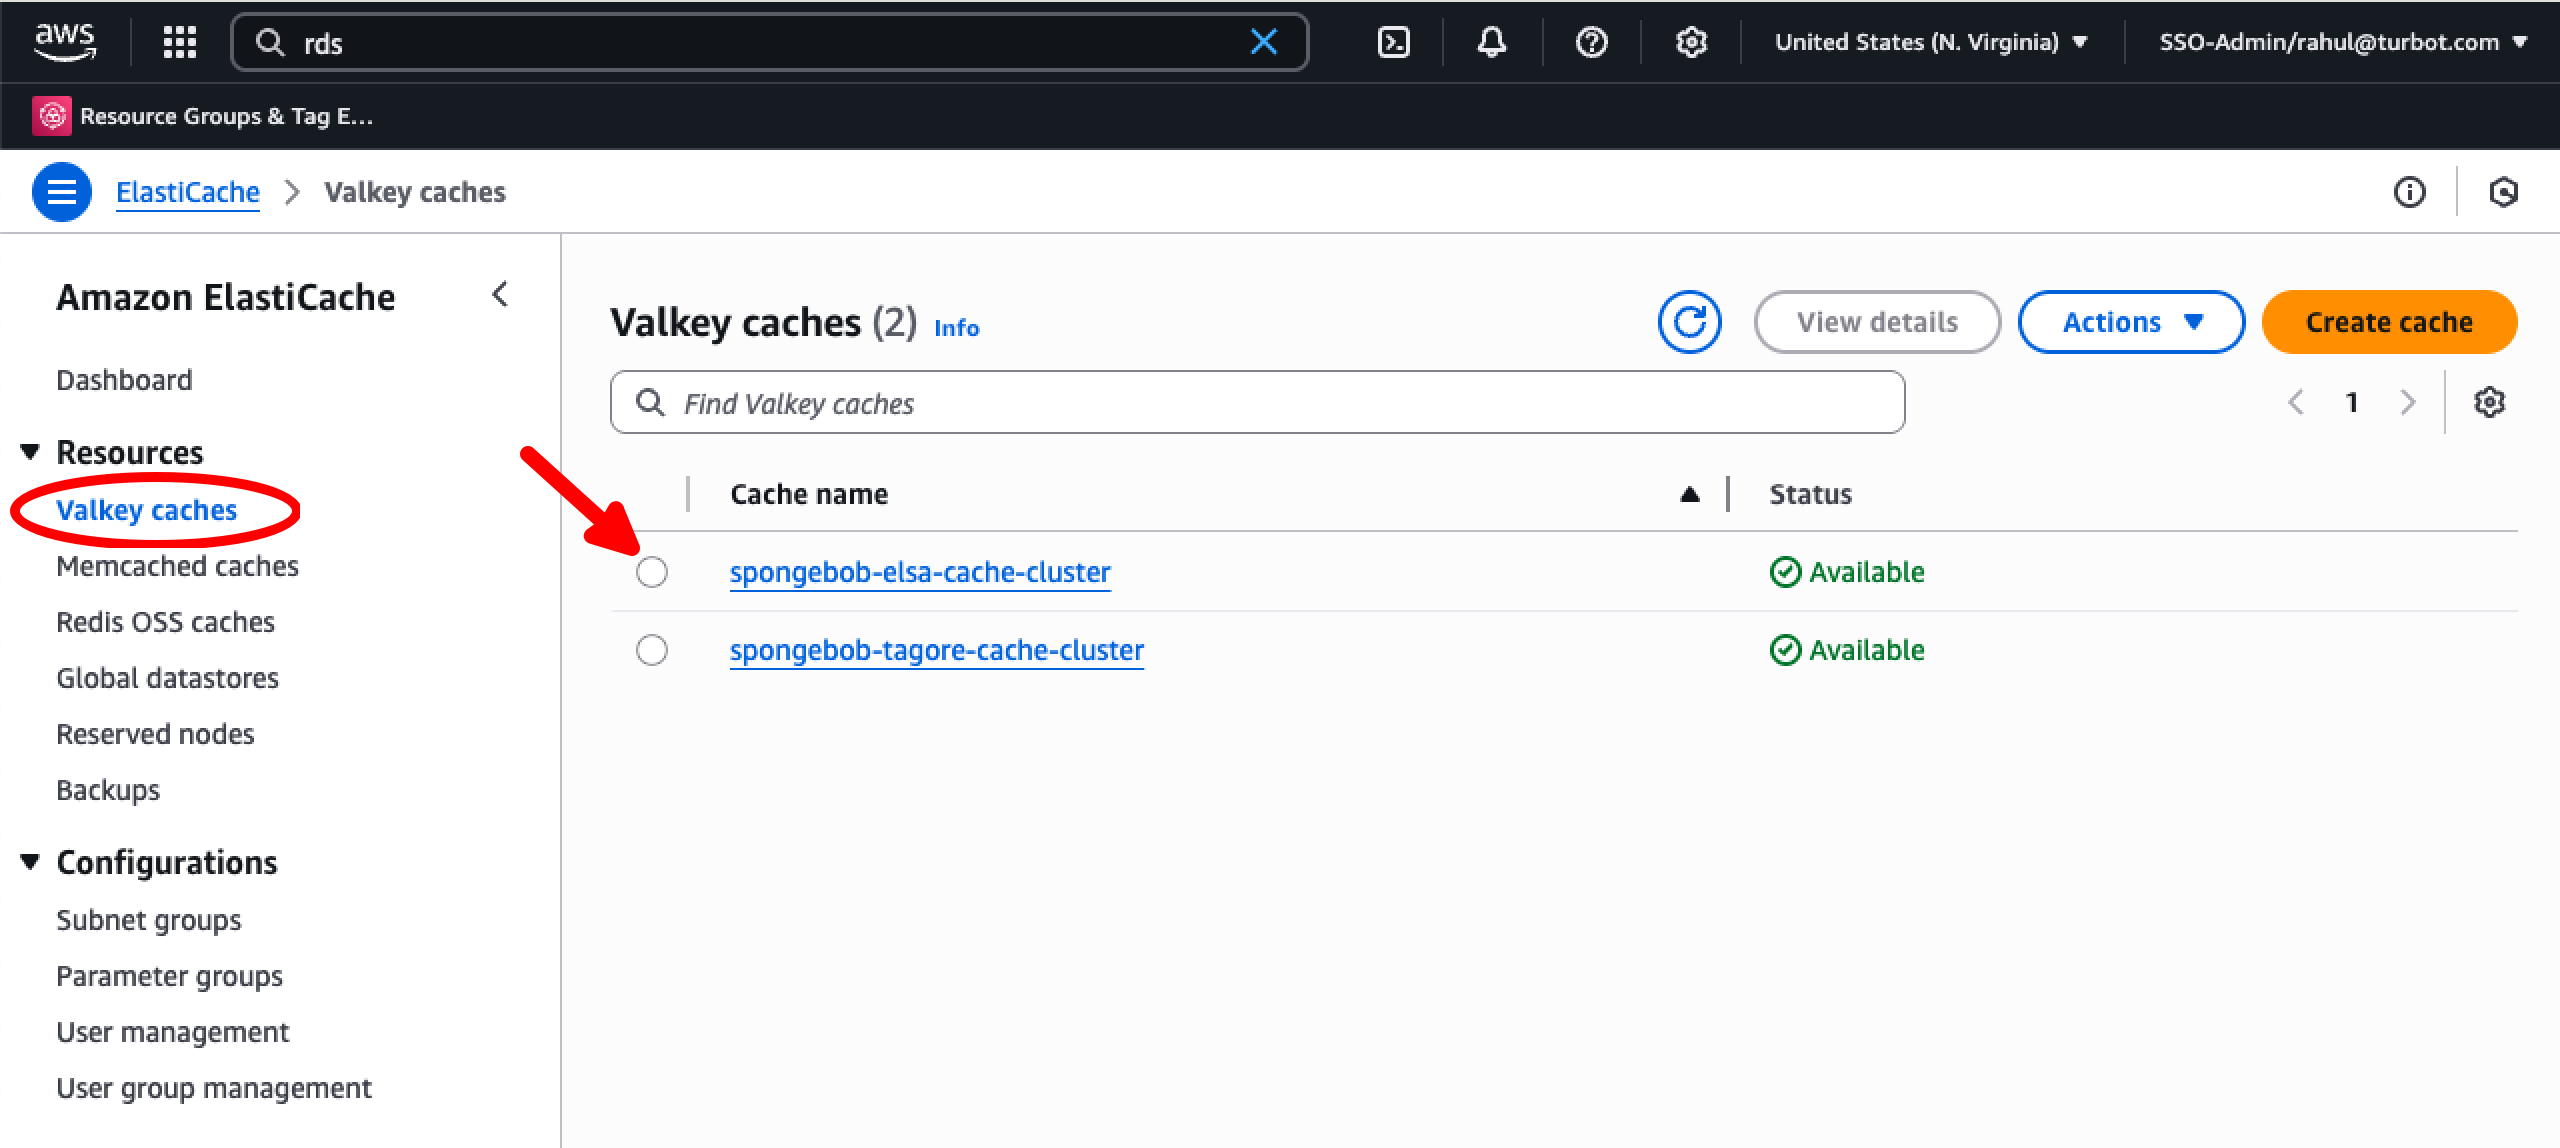 aws
rds
United States (N. Virginia)
SSO-Admin/rahul@turbot.com
Resource Groups & Tag E...
ElastiCache
Valkey caches
Amazon ElastiCache
Dashboard
Resources
Valkey caches
Memcached caches
Redis OSS caches
Global datastores
Reserved nodes
Backups
Configurations
Subnet groups
Parameter groups
User management
User group management
Valkey caches (2) Info
View details
Actions
Create cache
Find Valkey caches
1
Cache name
Status
spongebob-elsa-cache-cluster
Available
spongebob-tagore-cache-cluster
Available